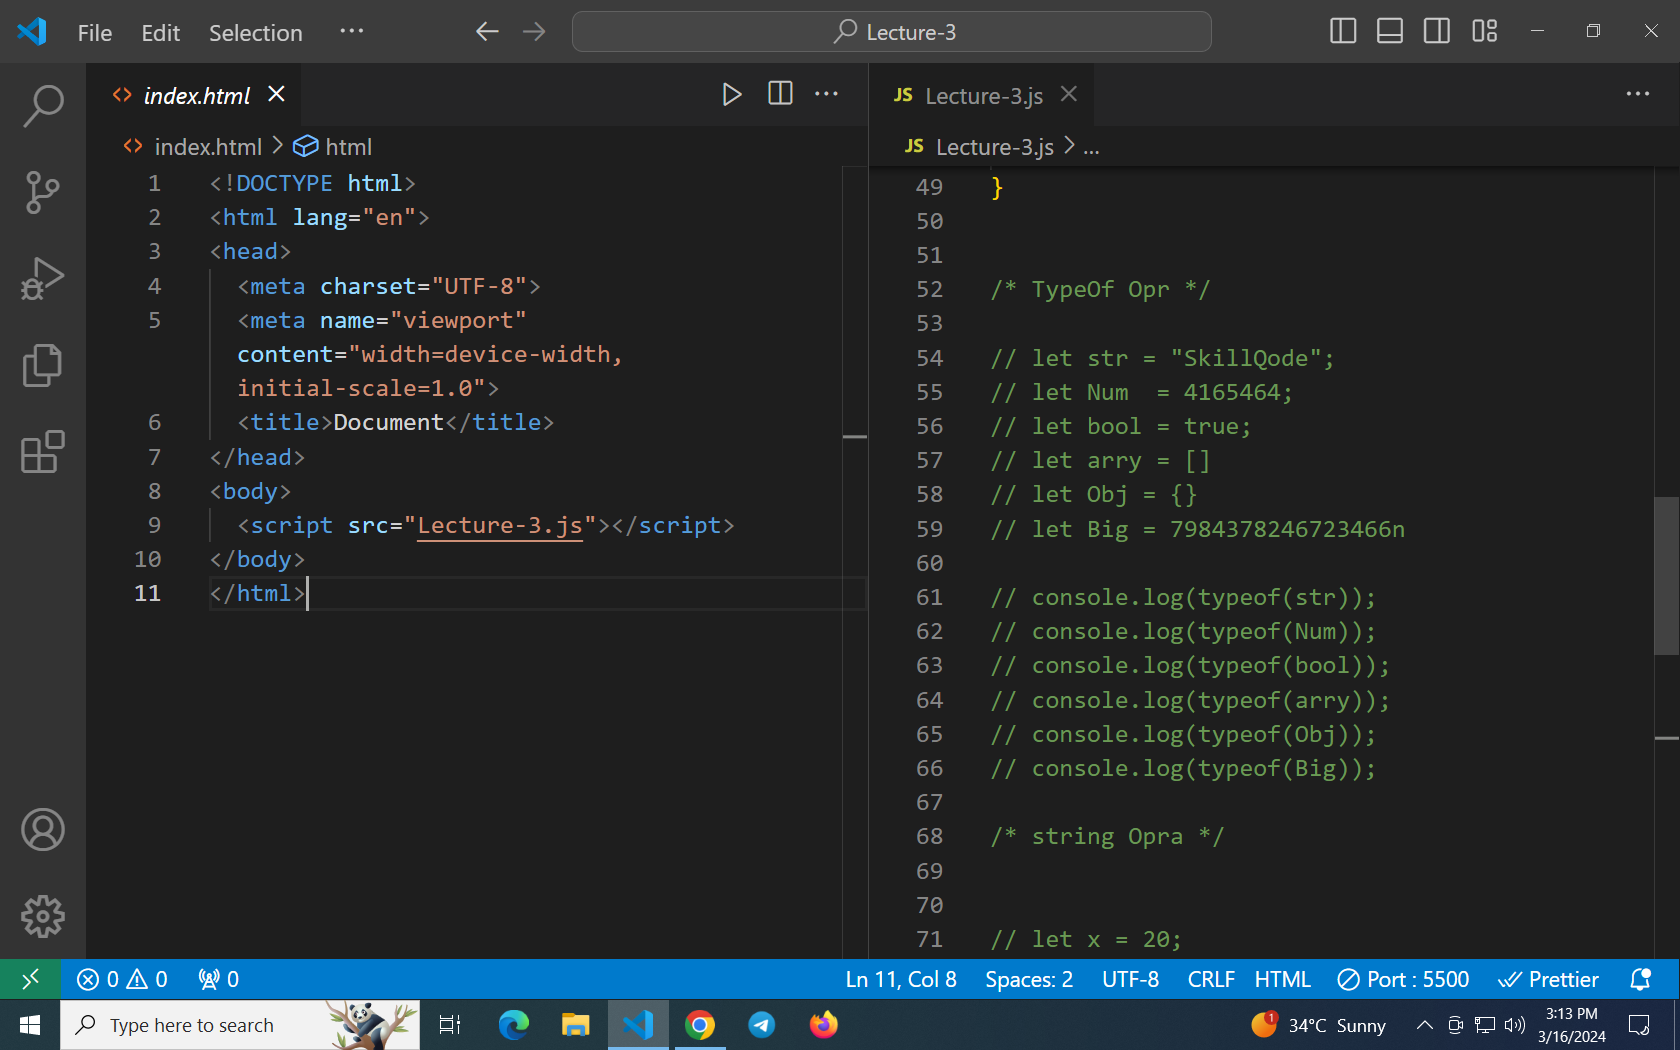 File Edit Selection ··· Lecture-3
index.html
index.html > html
1 <!DOCTYPE html>
2 <html lang="en">
3 <head>
4 <meta charset="UTF-8">
5 <meta name="viewport"
content="width=device-width,
initial-scale=1.0">
6 <title>Document</title>
7 </head>
8 <body>
9 <script src="Lecture-3.js"></script>
10 </body>
11 </html>
JS Lecture-3.js
JS Lecture-3.js > ...
49 }
50
51
52 /* TypeOf Opr */
53
54 // let str = "SkillQode";
55 // let Num  = 4165464;
56 // let bool = true;
57 // let arry = []
58 // let Obj = {}
59 // let Big = 7984378246723466n
60
61 // console.log(typeof(str));
62 // console.log(typeof(Num));
63 // console.log(typeof(bool));
64 // console.log(typeof(arry));
65 // console.log(typeof(Obj));
66 // console.log(typeof(Big));
67
68 /* string Opra */
69
70
71 // let x = 20;
0 0 0 Ln 11, Col 8 Spaces: 2 UTF-8 CRLF HTML Port : 5500 Prettier
Type here to search
1 34°C Sunny
3:13 PM
3/16/2024